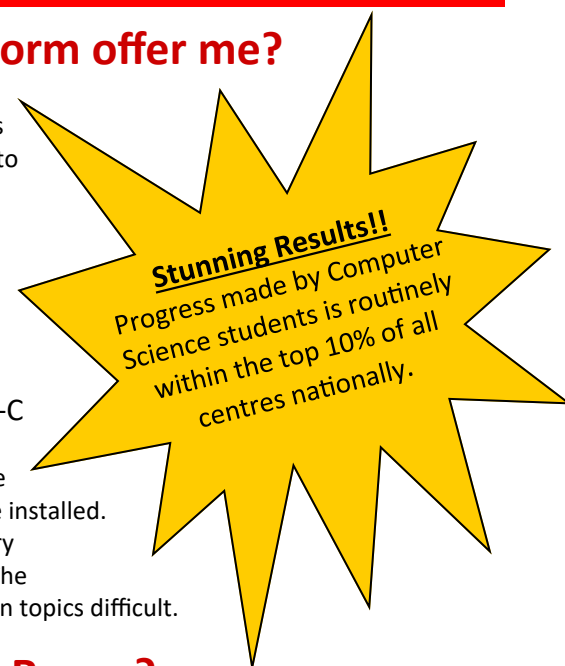 orm offer me?
s
to
Stunning Results!!
Progress made by Computer
Science students is routinely
within the top 10% of all
centres nationally.
-C
e
installed.
ry
he
n topics difficult.